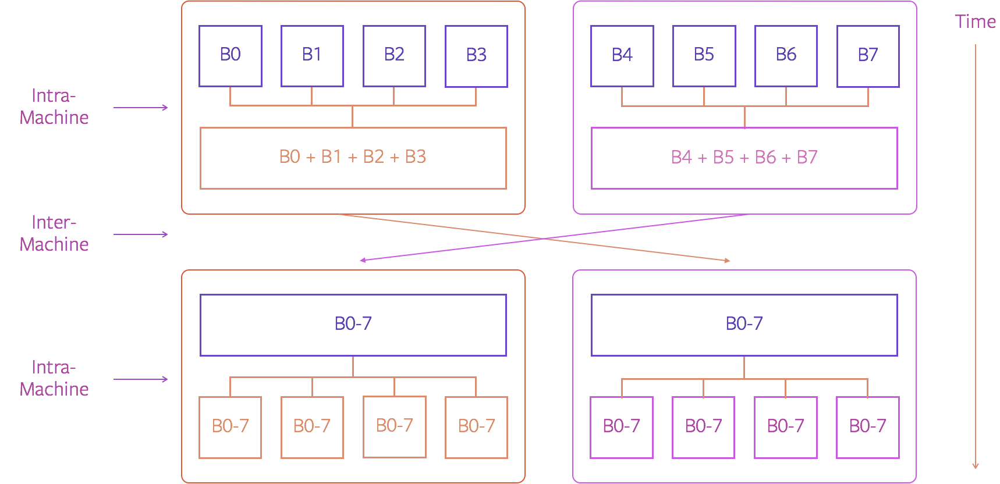 Time
B0
B1
B2
B3
B4
B5
B6
B7
Intra-
Machine
B0 + B1 + B2 + B3
B4 + B5 + B6 + B7
Inter-
Machine
B0-7
B0-7
Intra-
Machine
B0-7
B0-7
B0-7
B0-7
B0-7
B0-7
B0-7
B0-7